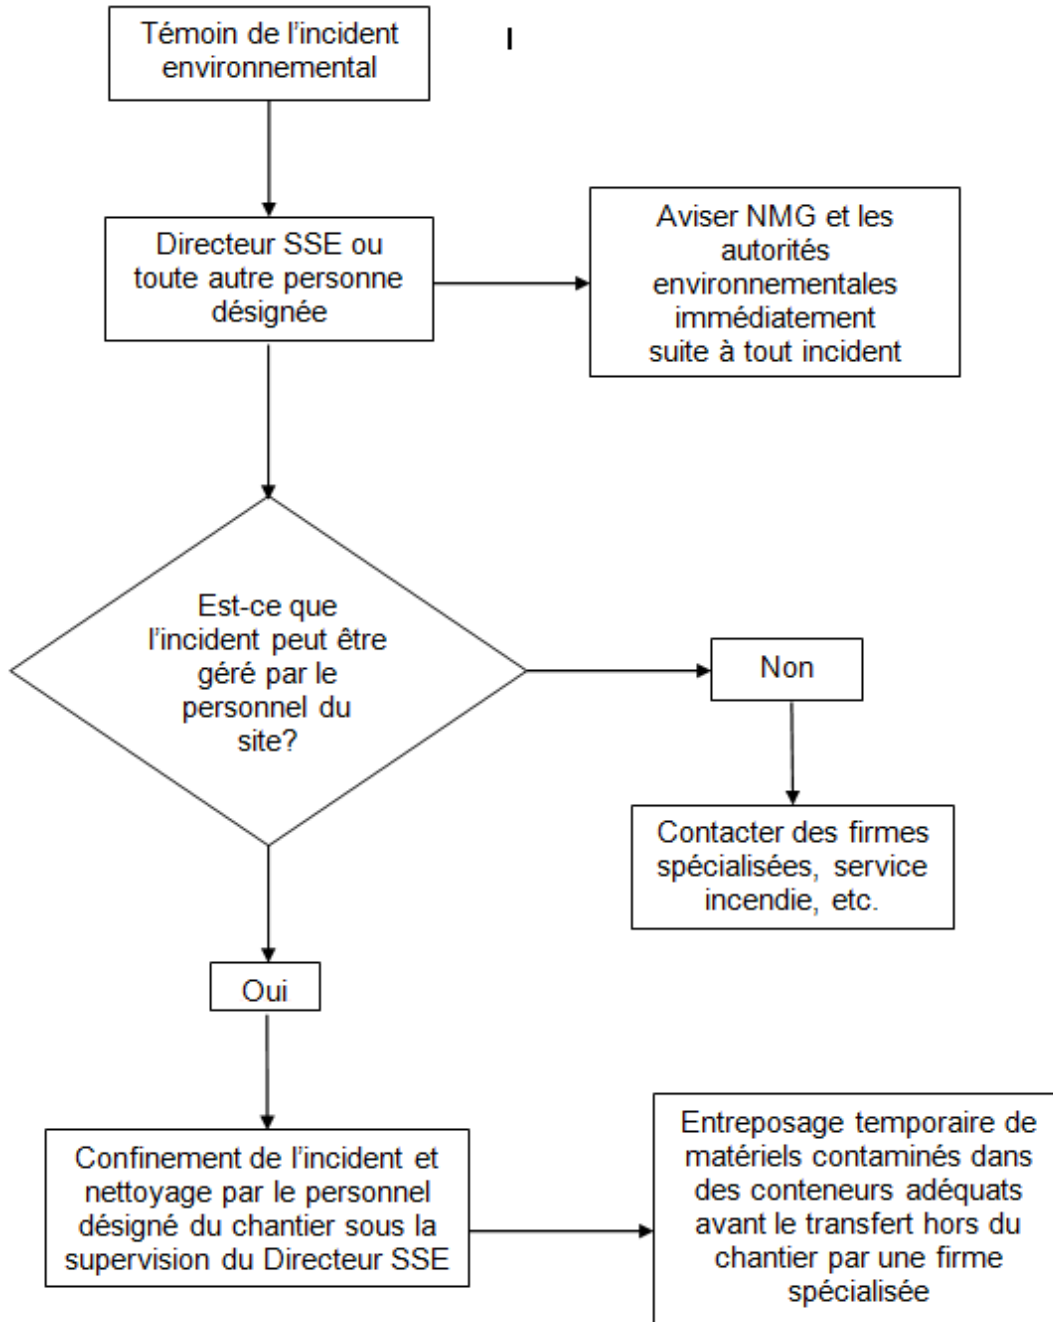 Témoin de l’incident
environnemental
I
Directeur SSE ou
toute autre personne
désignée
Aviser NMG et les
autorités
environnementales
immédiatement
suite à tout incident
Est-ce que
l’incident peut être
géré par le
personnel du
site?
Non
Contacter des firmes
spécialisées, service
incendie, etc.
Oui
Confinement de l’incident et
nettoyage par le personnel
désigné du chantier sous la
supervision du Directeur SSE
Entreposage temporaire de
matériels contaminés dans
des conteneurs adéquats
avant le transfert hors du
chantier par une firme
spécialisée